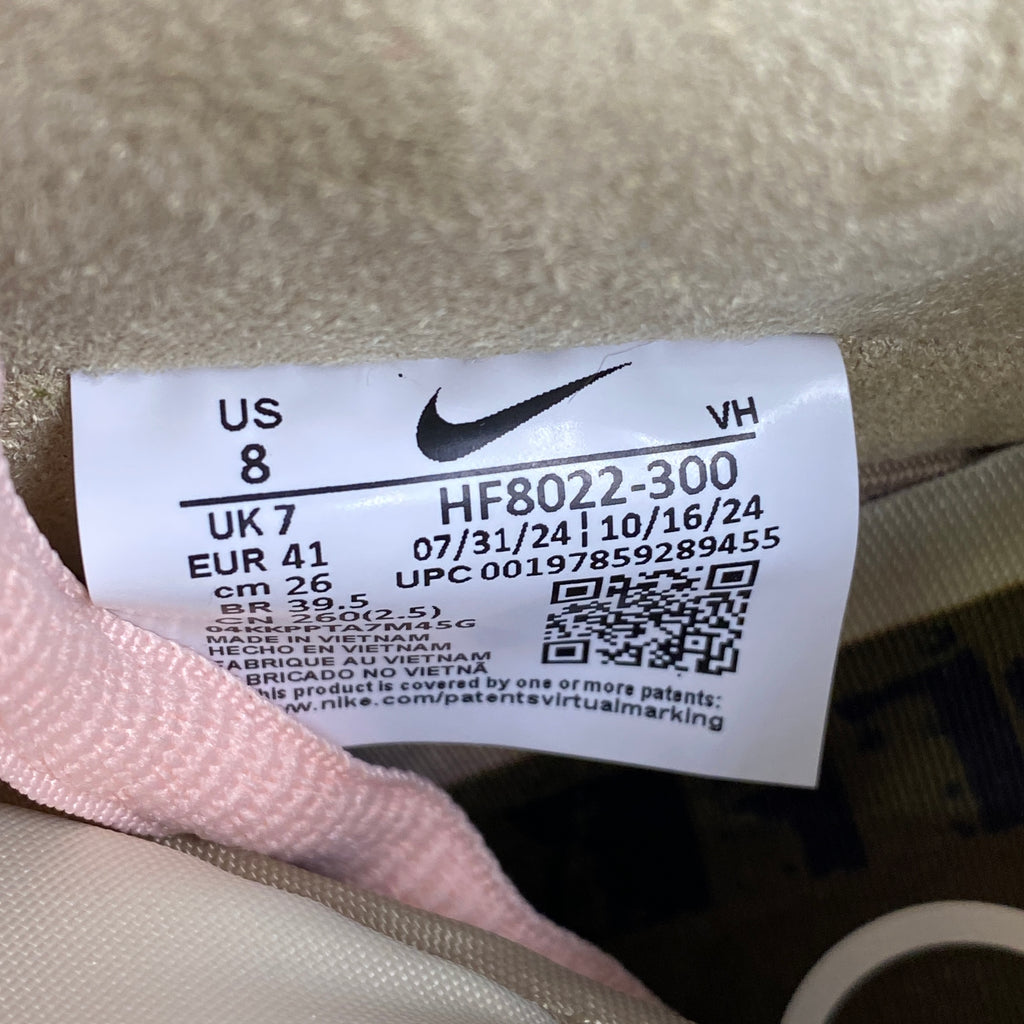 US
8
VH
UK 7
EUR 41
cm 26
BR 39.5
CN 260(2.5)
04KKPPTA7M45G
MADE IN VIETNAM
HECHO EN VIETNAM
FABRIQUE AU VIETNAM
BRICADO NO VIETNÃ
his product is covered by one or more patents:
w.nike.com/patentsvirtualmarking
HF8022-300
07/31/24 ¦ 10/16/24
UPC 00197859289455